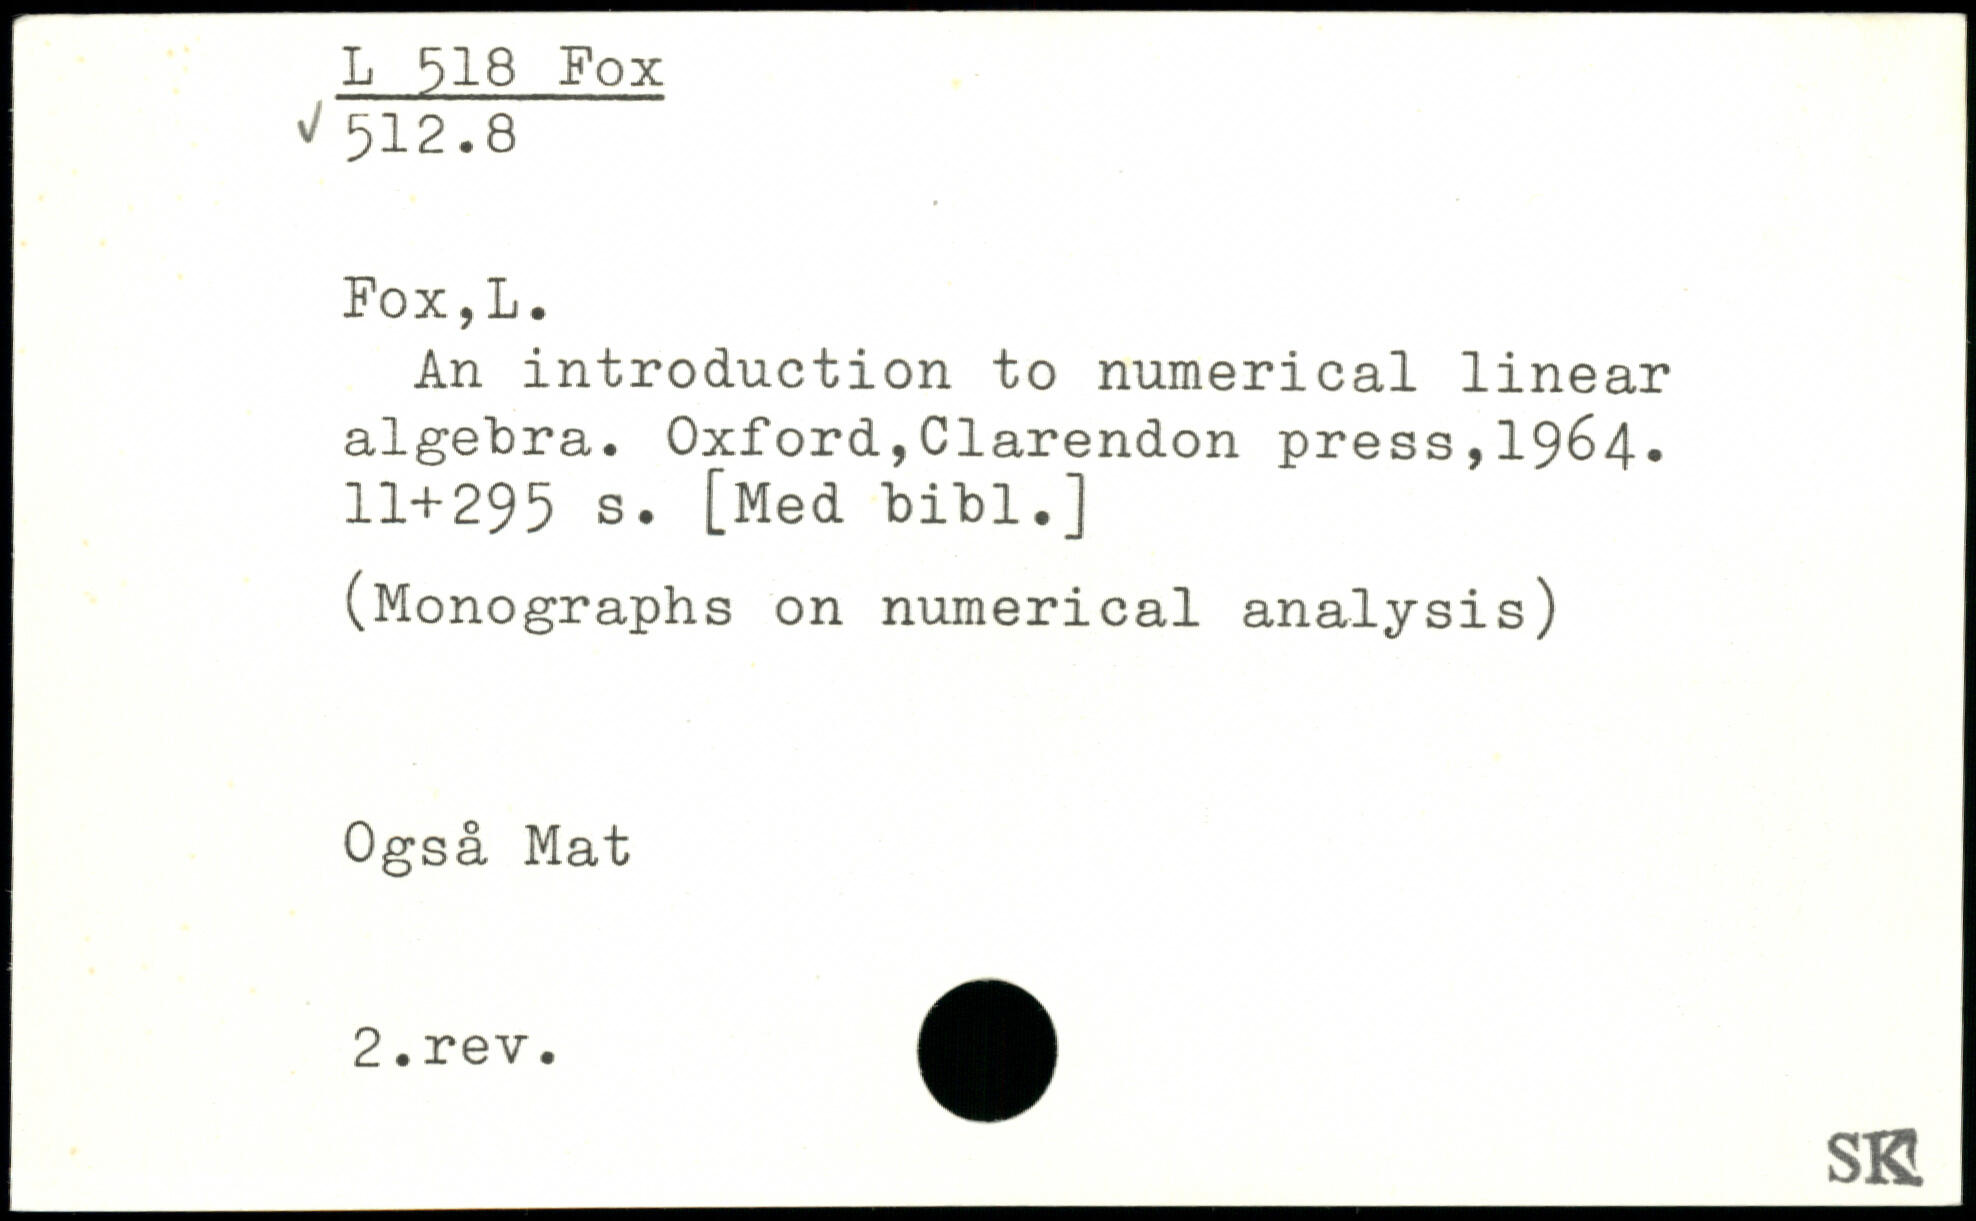 L 518 Fox
✓ 512.8
Fox,L.
An introduction to numerical linear
algebra. Oxford,Clarendon press,1964.
11+295 s. [Med bibl.]
(Monographs on numerical analysis)
Også Mat
2.rev.
SK